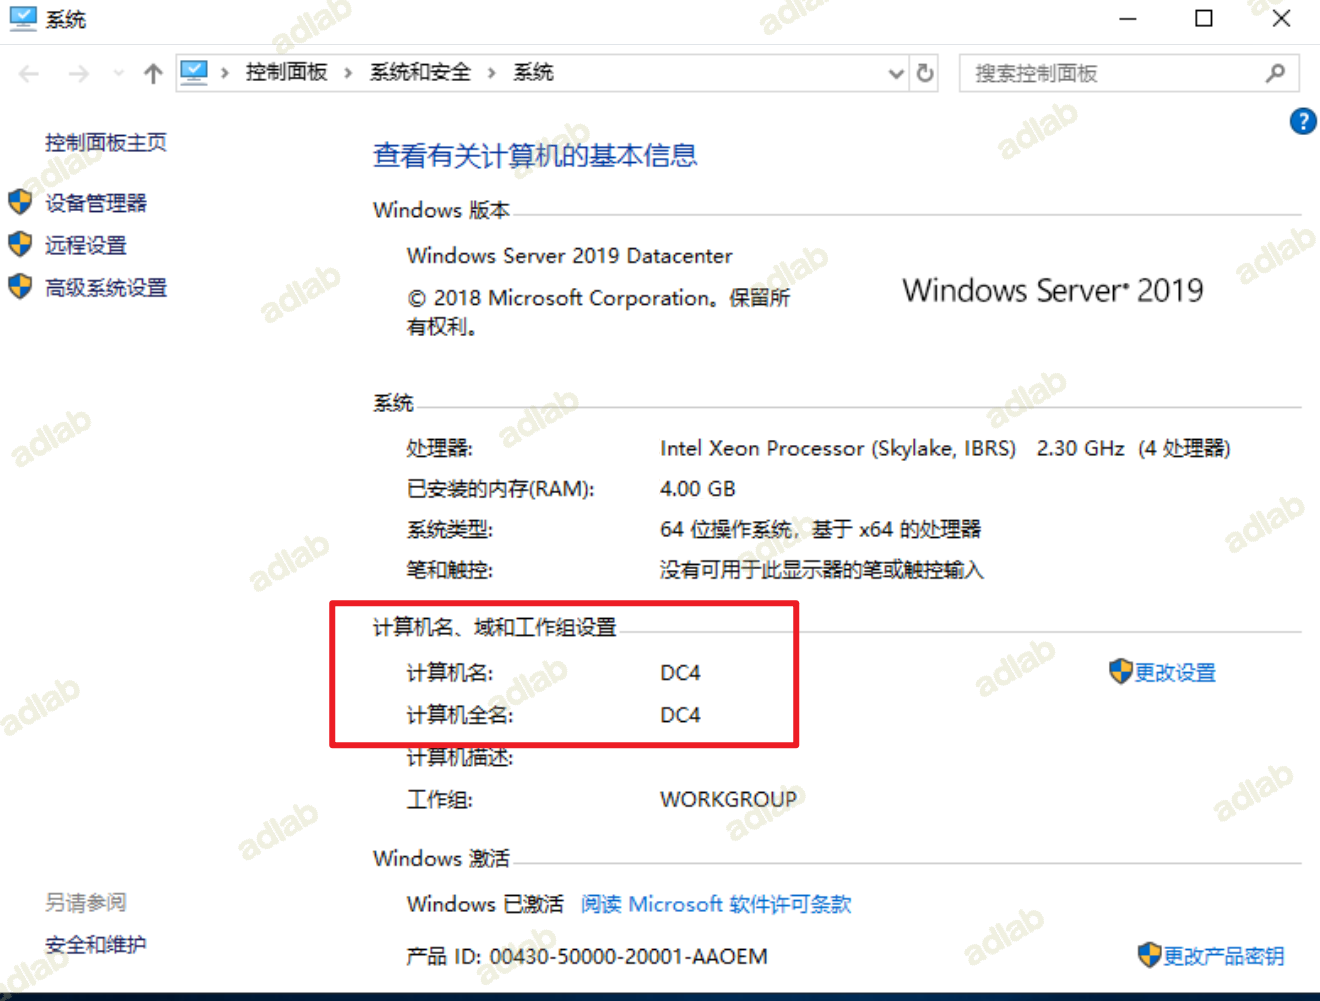 系统
控制面板 系统和安全 系统
搜索控制面板
控制面板主页
设备管理器
远程设置
高级系统设置
查看有关计算机的基本信息
Windows 版本
Windows Server 2019 Datacenter
© 2018 Microsoft Corporation。保留所
有权利。
Windows Server® 2019
系统
处理器: Intel Xeon Processor (Skylake, IBRS) 2.30 GHz (4 处理器)
已安装的内存(RAM): 4.00 GB
系统类型: 64 位操作系统, 基于 x64 的处理器
笔和触控: 没有可用于此显示器的笔或触控输入
计算机名、域和工作组设置
计算机名: DC4
更改设置
计算机全名: DC4
计算机描述:
工作组: WORKGROUP
Windows 激活
Windows 已激活 阅读 Microsoft 软件许可条款
产品 ID: 00430-50000-20001-AAOEM
更改产品密钥
另请参阅
安全和维护
adlab